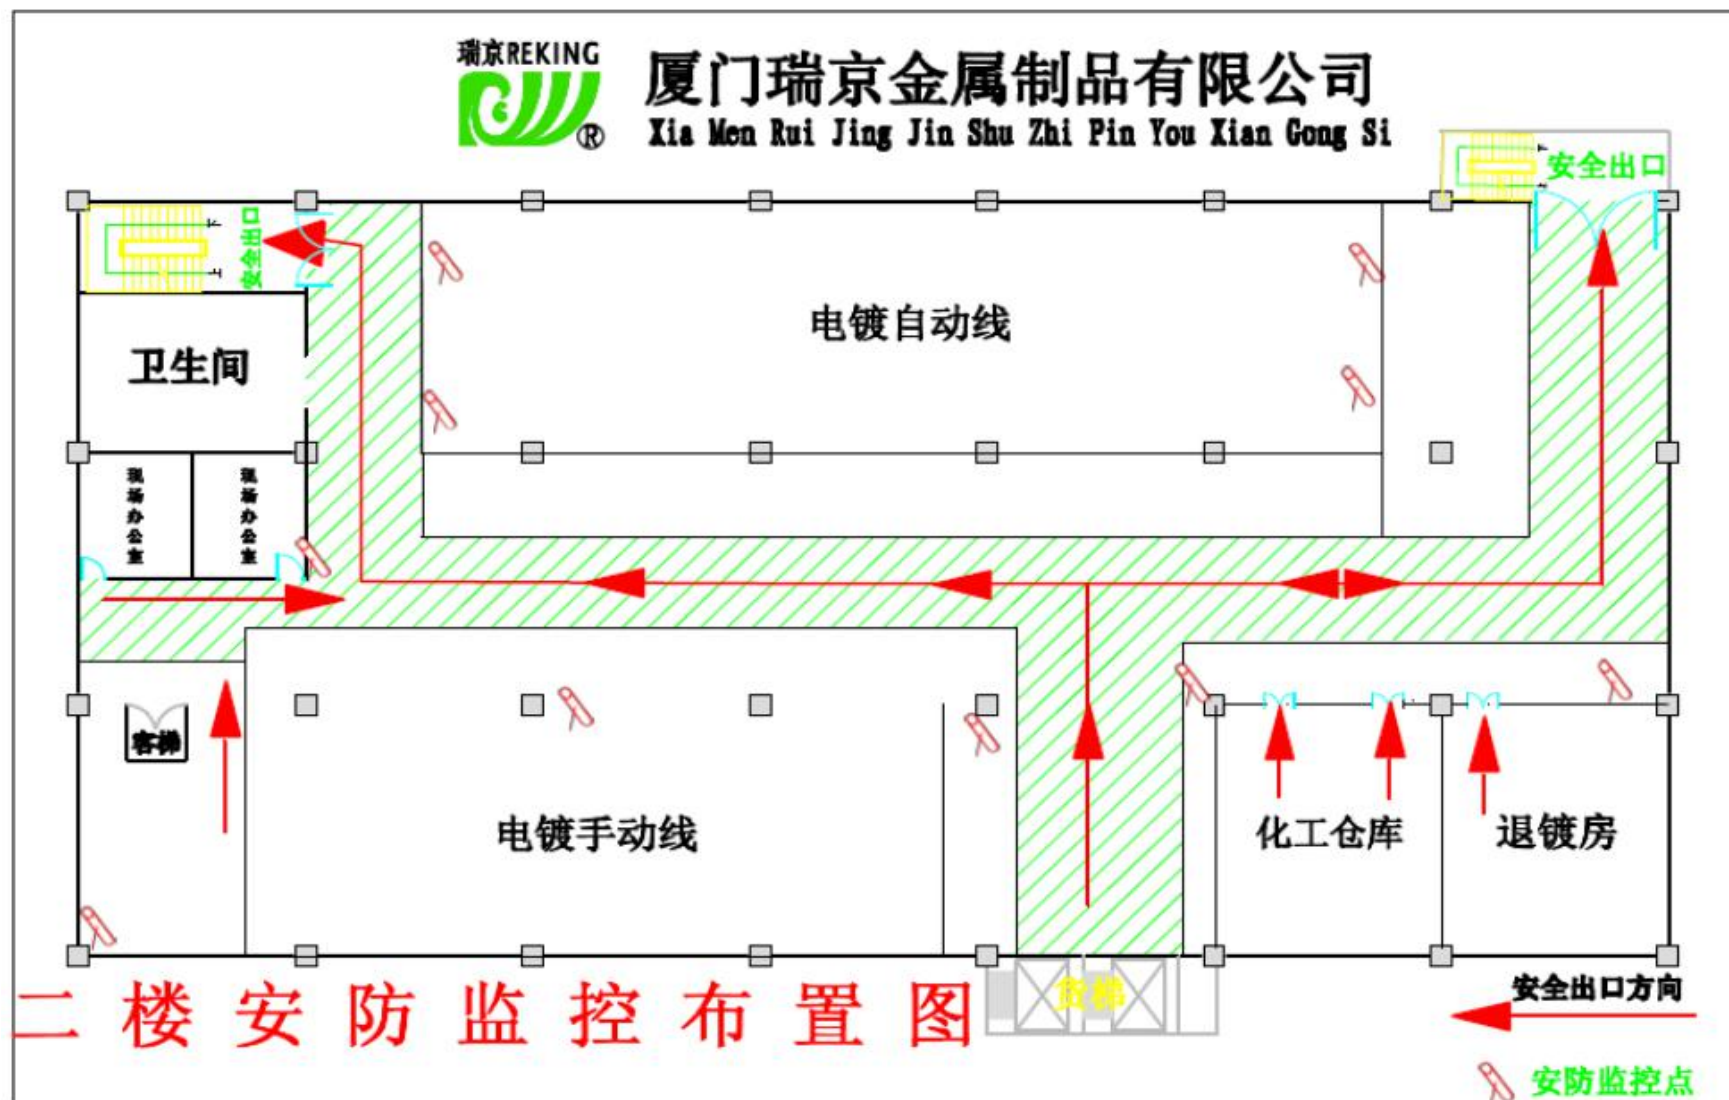 瑞京REKING
®
厦门瑞京金属制品有限公司
Xia Men Rui Jing Jin Shu Zhi Pin You Xian Gong Si
安全出口
下
上
安全出口
下
上
电镀自动线
卫生间
现场办公室
现场办公室
客梯
电镀手动线
化工仓库
退镀房
货梯
二楼安防监控布置图
安全出口方向
安防监控点